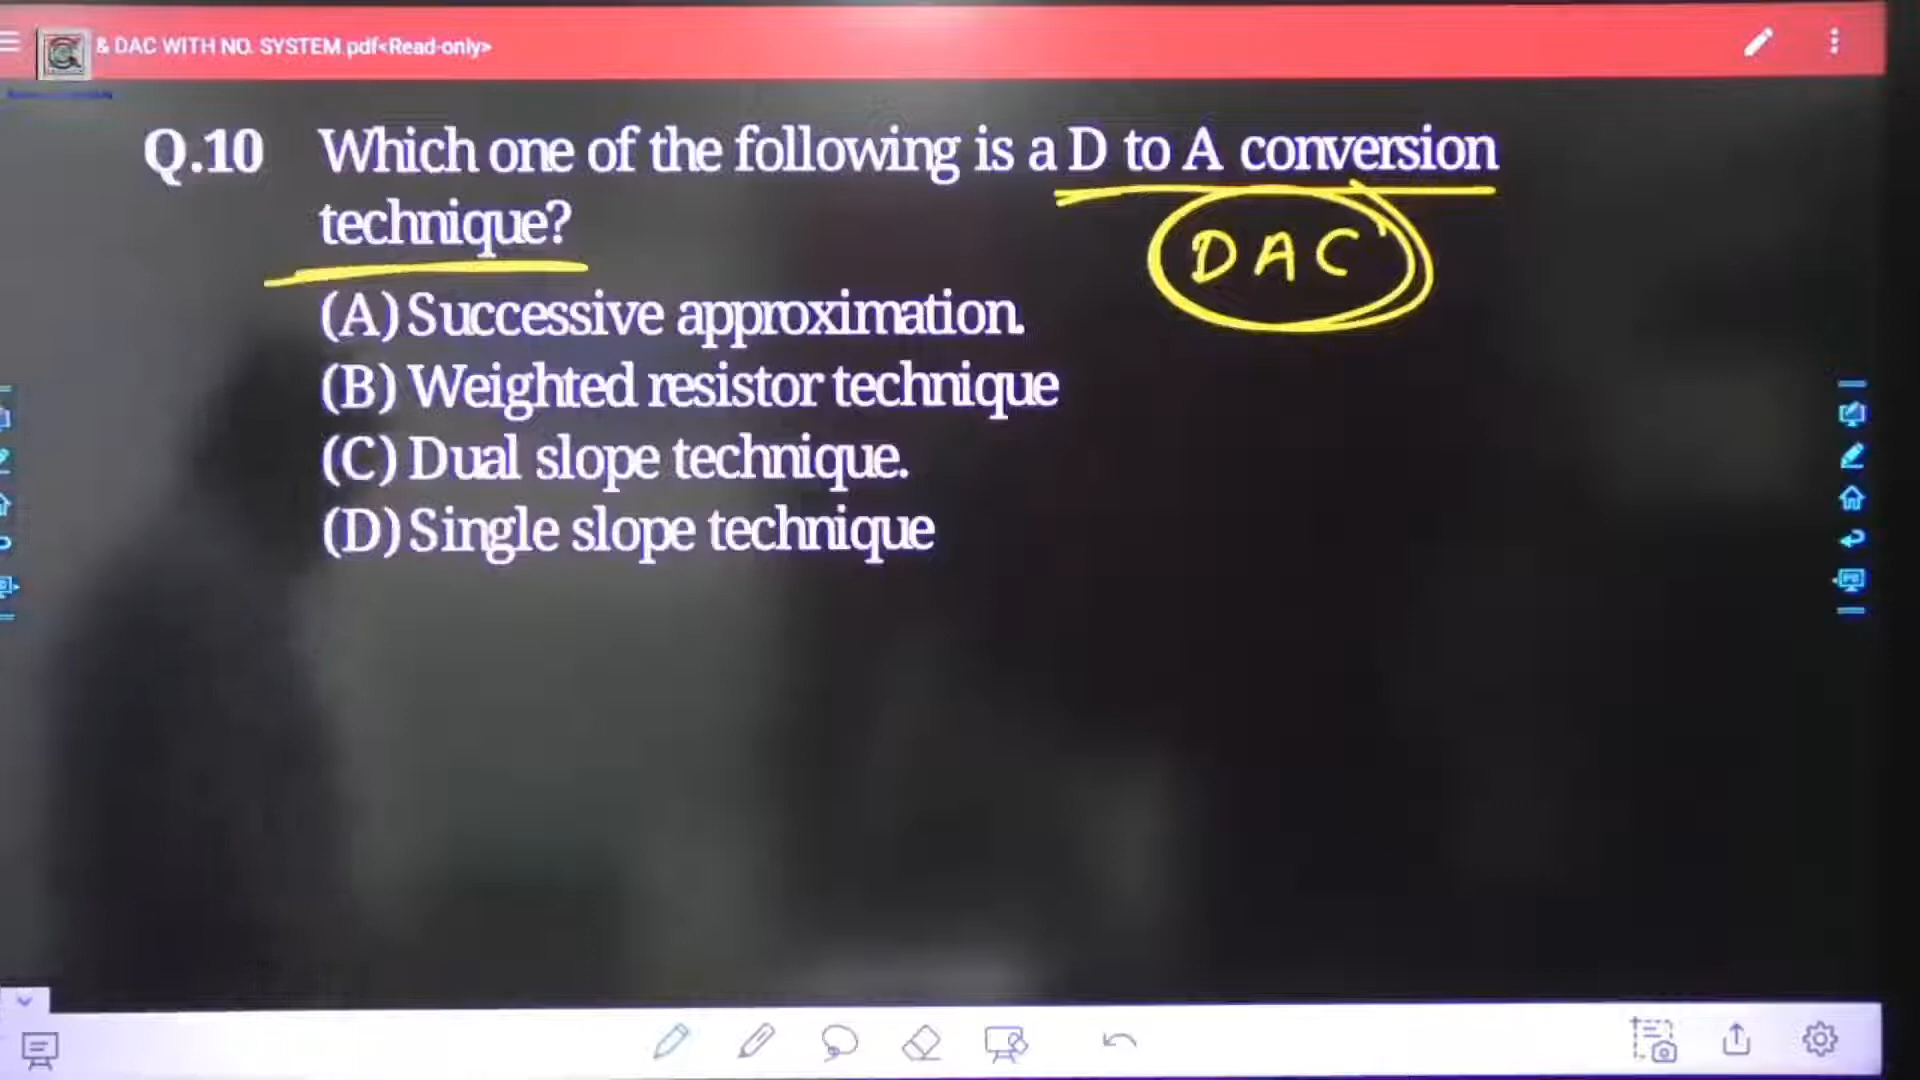 & DAC WITH NO. SYSTEM.pdf<Read-only>
Q.10 Which one of the following is a D to A conversion
technique?
DAC
(A) Successive approximation.
(B) Weighted resistor technique
(C) Dual slope technique.
(D) Single slope technique